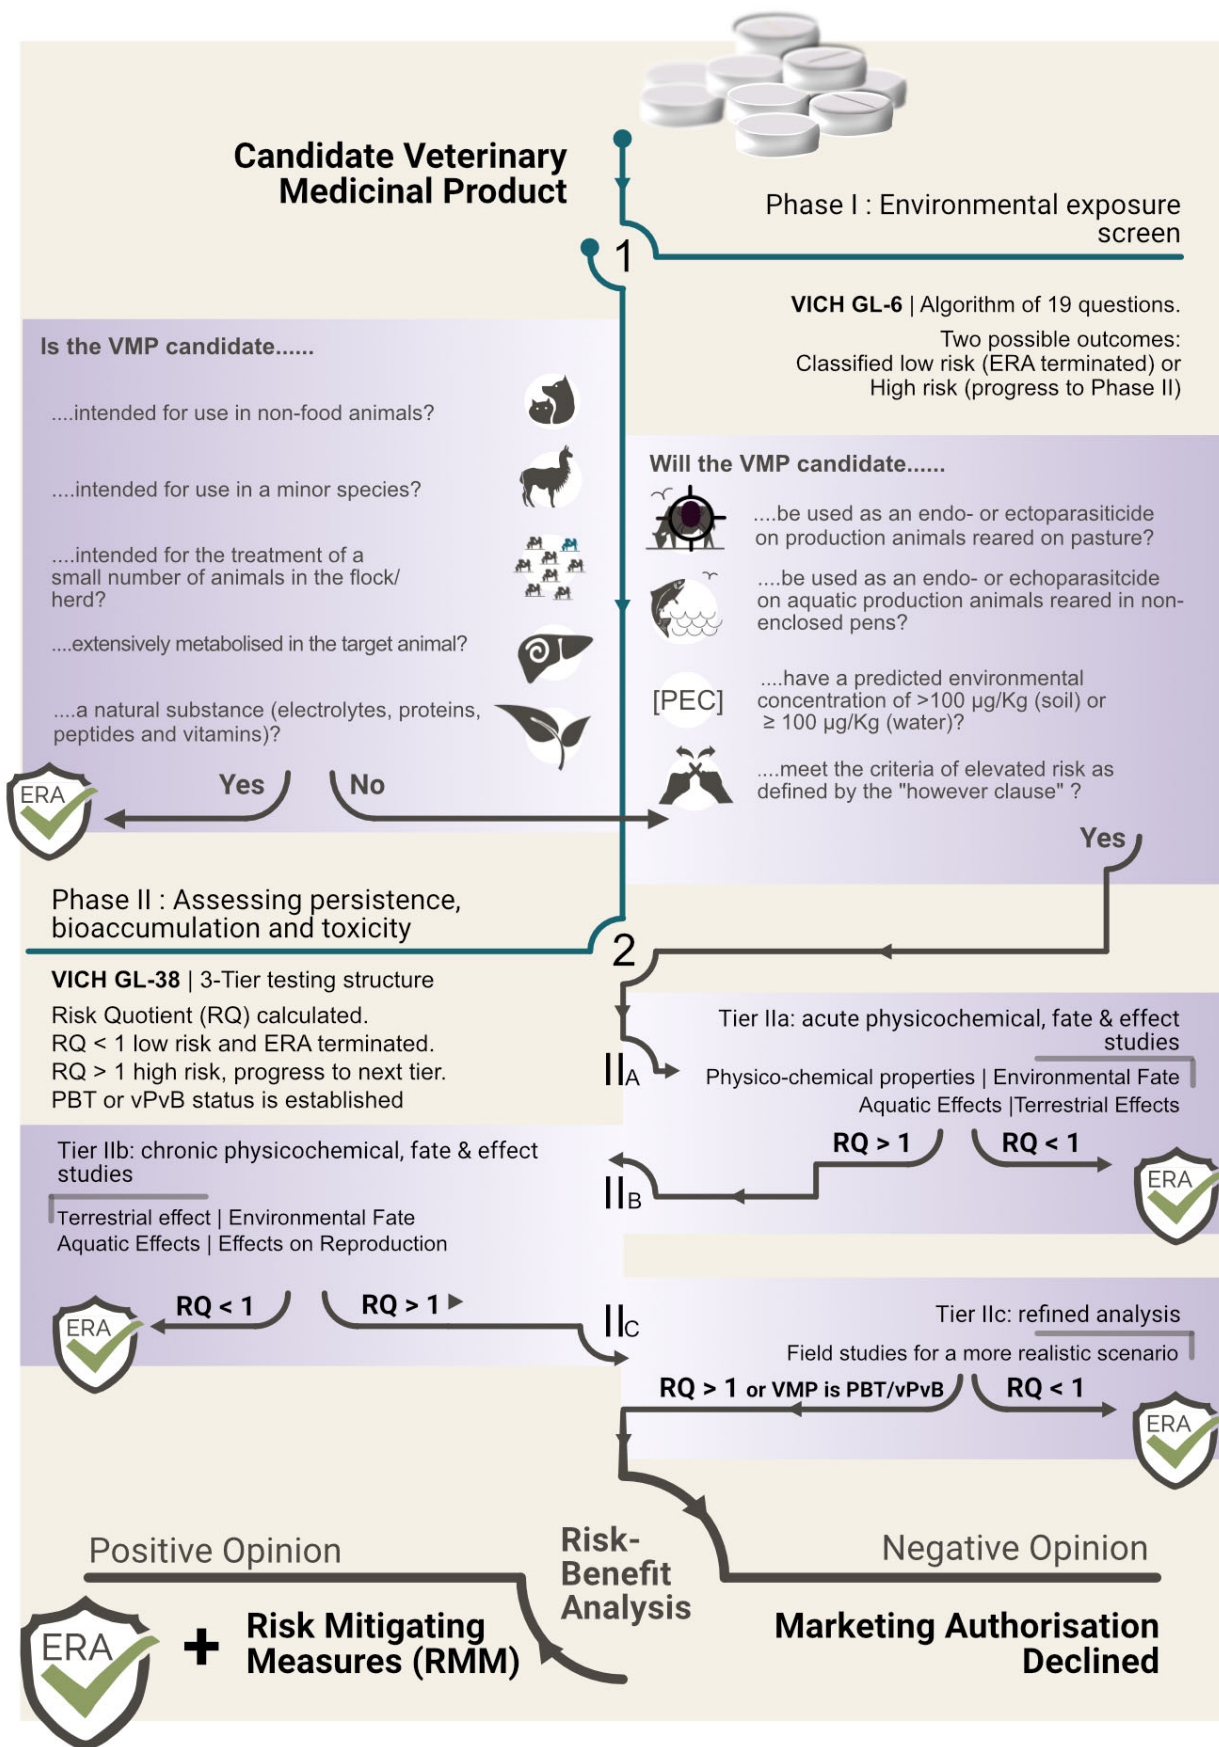 Candidate Veterinary
Medicinal Product
Phase I : Environmental exposure
screen
1
VICH GL-6 | Algorithm of 19 questions.
Two possible outcomes:
Classified low risk (ERA terminated) or
High risk (progress to Phase II)
Is the VMP candidate......
....intended for use in non-food animals?
....intended for use in a minor species?
....intended for the treatment of a
small number of animals in the flock/
herd?
....extensively metabolised in the target animal?
....a natural substance (electrolytes, proteins,
peptides and vitamins)?
Yes
No
ERA
Will the VMP candidate......
....be used as an endo- or ectoparasiticide
on production animals reared on pasture?
....be used as an endo- or echoparasitcide
on aquatic production animals reared in non-
enclosed pens?
[PEC]
....have a predicted environmental
concentration of >100 µg/Kg (soil) or
≥ 100 µg/Kg (water)?
....meet the criteria of elevated risk as
defined by the "however clause" ?
Yes
Phase II : Assessing persistence,
bioaccumulation and toxicity
2
VICH GL-38 | 3-Tier testing structure
Risk Quotient (RQ) calculated.
RQ < 1 low risk and ERA terminated.
RQ > 1 high risk, progress to next tier.
PBT or vPvB status is established
IIA
Tier IIa: acute physicochemical, fate & effect
studies
Physico-chemical properties | Environmental Fate
Aquatic Effects |Terrestrial Effects
RQ > 1
RQ < 1
ERA
IIB
Tier IIb: chronic physicochemical, fate & effect
studies
Terrestrial effect | Environmental Fate
Aquatic Effects | Effects on Reproduction
RQ < 1
RQ > 1
ERA
IIC
Tier IIc: refined analysis
Field studies for a more realistic scenario
RQ > 1 or VMP is PBT/vPvB
RQ < 1
ERA
Risk-
Benefit
Analysis
Positive Opinion
ERA
+
Risk Mitigating
Measures (RMM)
Negative Opinion
Marketing Authorisation
Declined